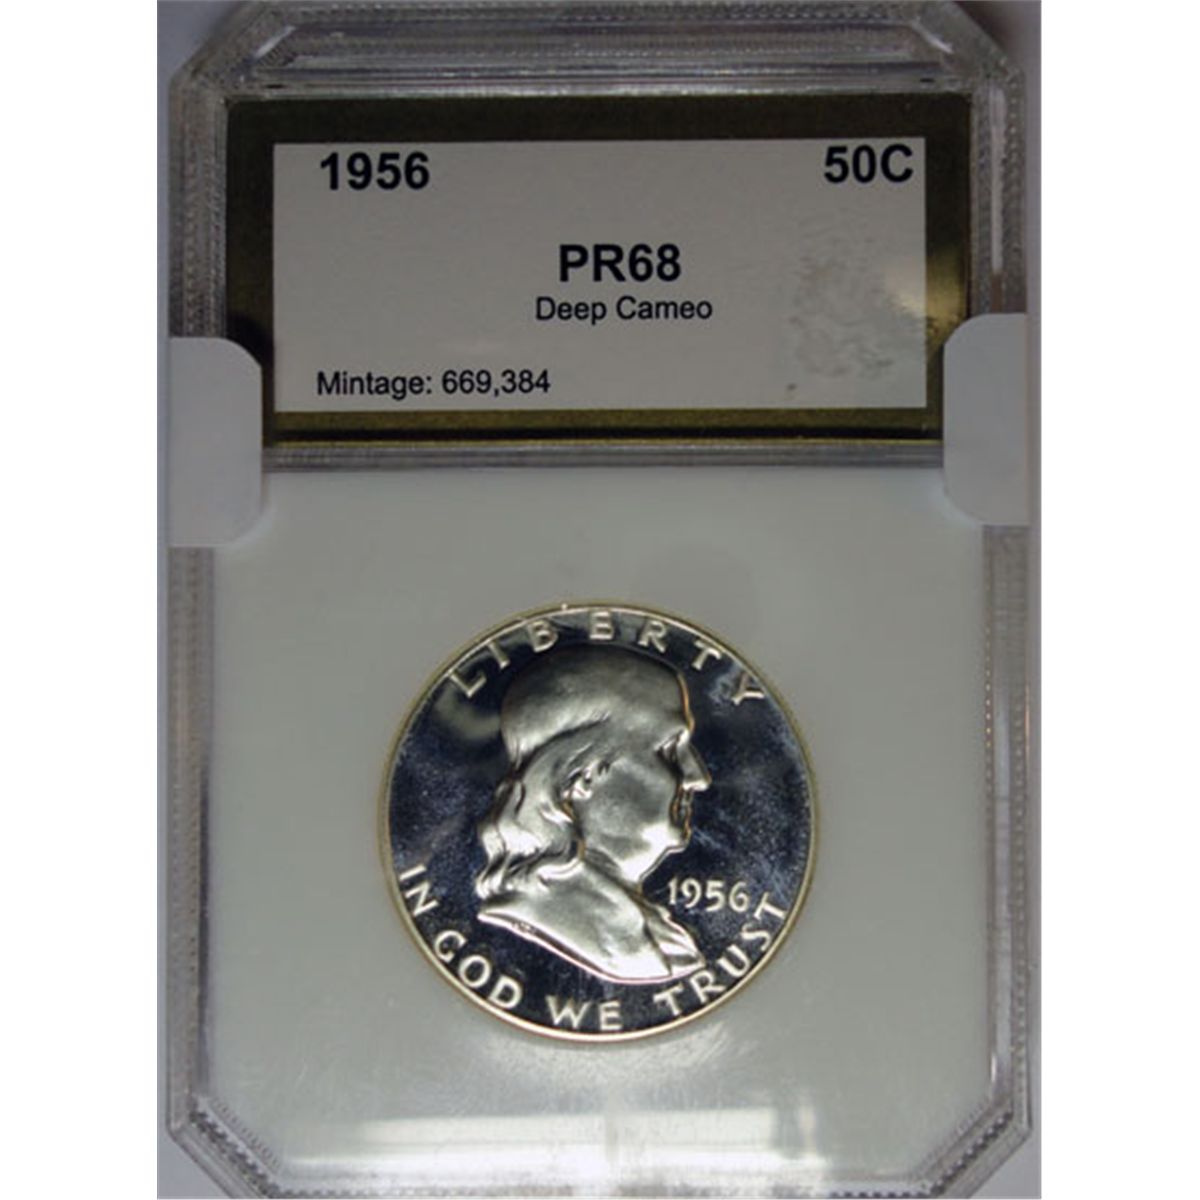 1956 50C
PR68
Deep Cameo
Mintage: 669,384
LIBERTY
1956
IN GOD WE TRUST